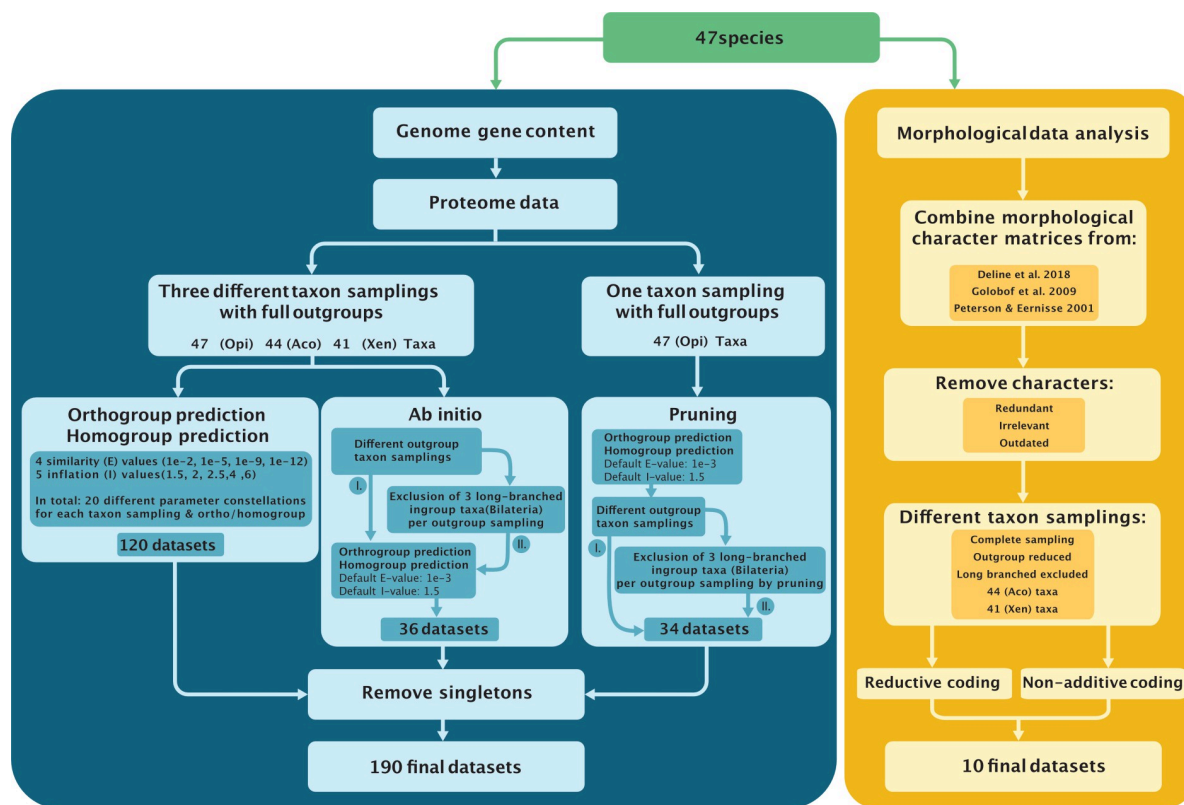 47species
Genome gene content
Proteome data
Three different taxon samplings
with full outgroups
47 (Opi) 44 (Aco) 41 (Xen) Taxa
One taxon sampling
with full outgroups
47 (Opi) Taxa
Orthogroup prediction
Homogroup prediction
4 similarity (E) values (1e-2, 1e-5, 1e-9, 1e-12)
5 inflation (I) values(1.5, 2, 2.5,4 ,6)
In total: 20 different parameter constellations
for each taxon sampling & ortho/homogroup
120 datasets
Ab initio
Different outgroup
taxon samplings
I.
Exclusion of 3 long-branched
ingroup taxa(Bilateria)
per outgroup sampling
II.
Orthrogroup prediction
Homogroup prediction
Default E-value: 1e-3
Default I-value: 1.5
36 datasets
Pruning
Orthogroup prediction
Homogroup prediction
Default E-value: 1e-3
Default I-value: 1.5
Different outgroup
taxon samplings
I.
Exclusion of 3 long-branched
ingroup taxa (Bilateria)
per outgroup sampling by pruning
II.
34 datasets
Remove singletons
190 final datasets
Morphological data analysis
Combine morphological
character matrices from:
Deline et al. 2018
Golobof et al. 2009
Peterson & Eernisse 2001
Remove characters:
Redundant
Irrelevant
Outdated
Different taxon samplings:
Complete sampling
Outgroup reduced
Long branched excluded
44 (Aco) taxa
41 (Xen) taxa
Reductive coding
Non-additive coding
10 final datasets